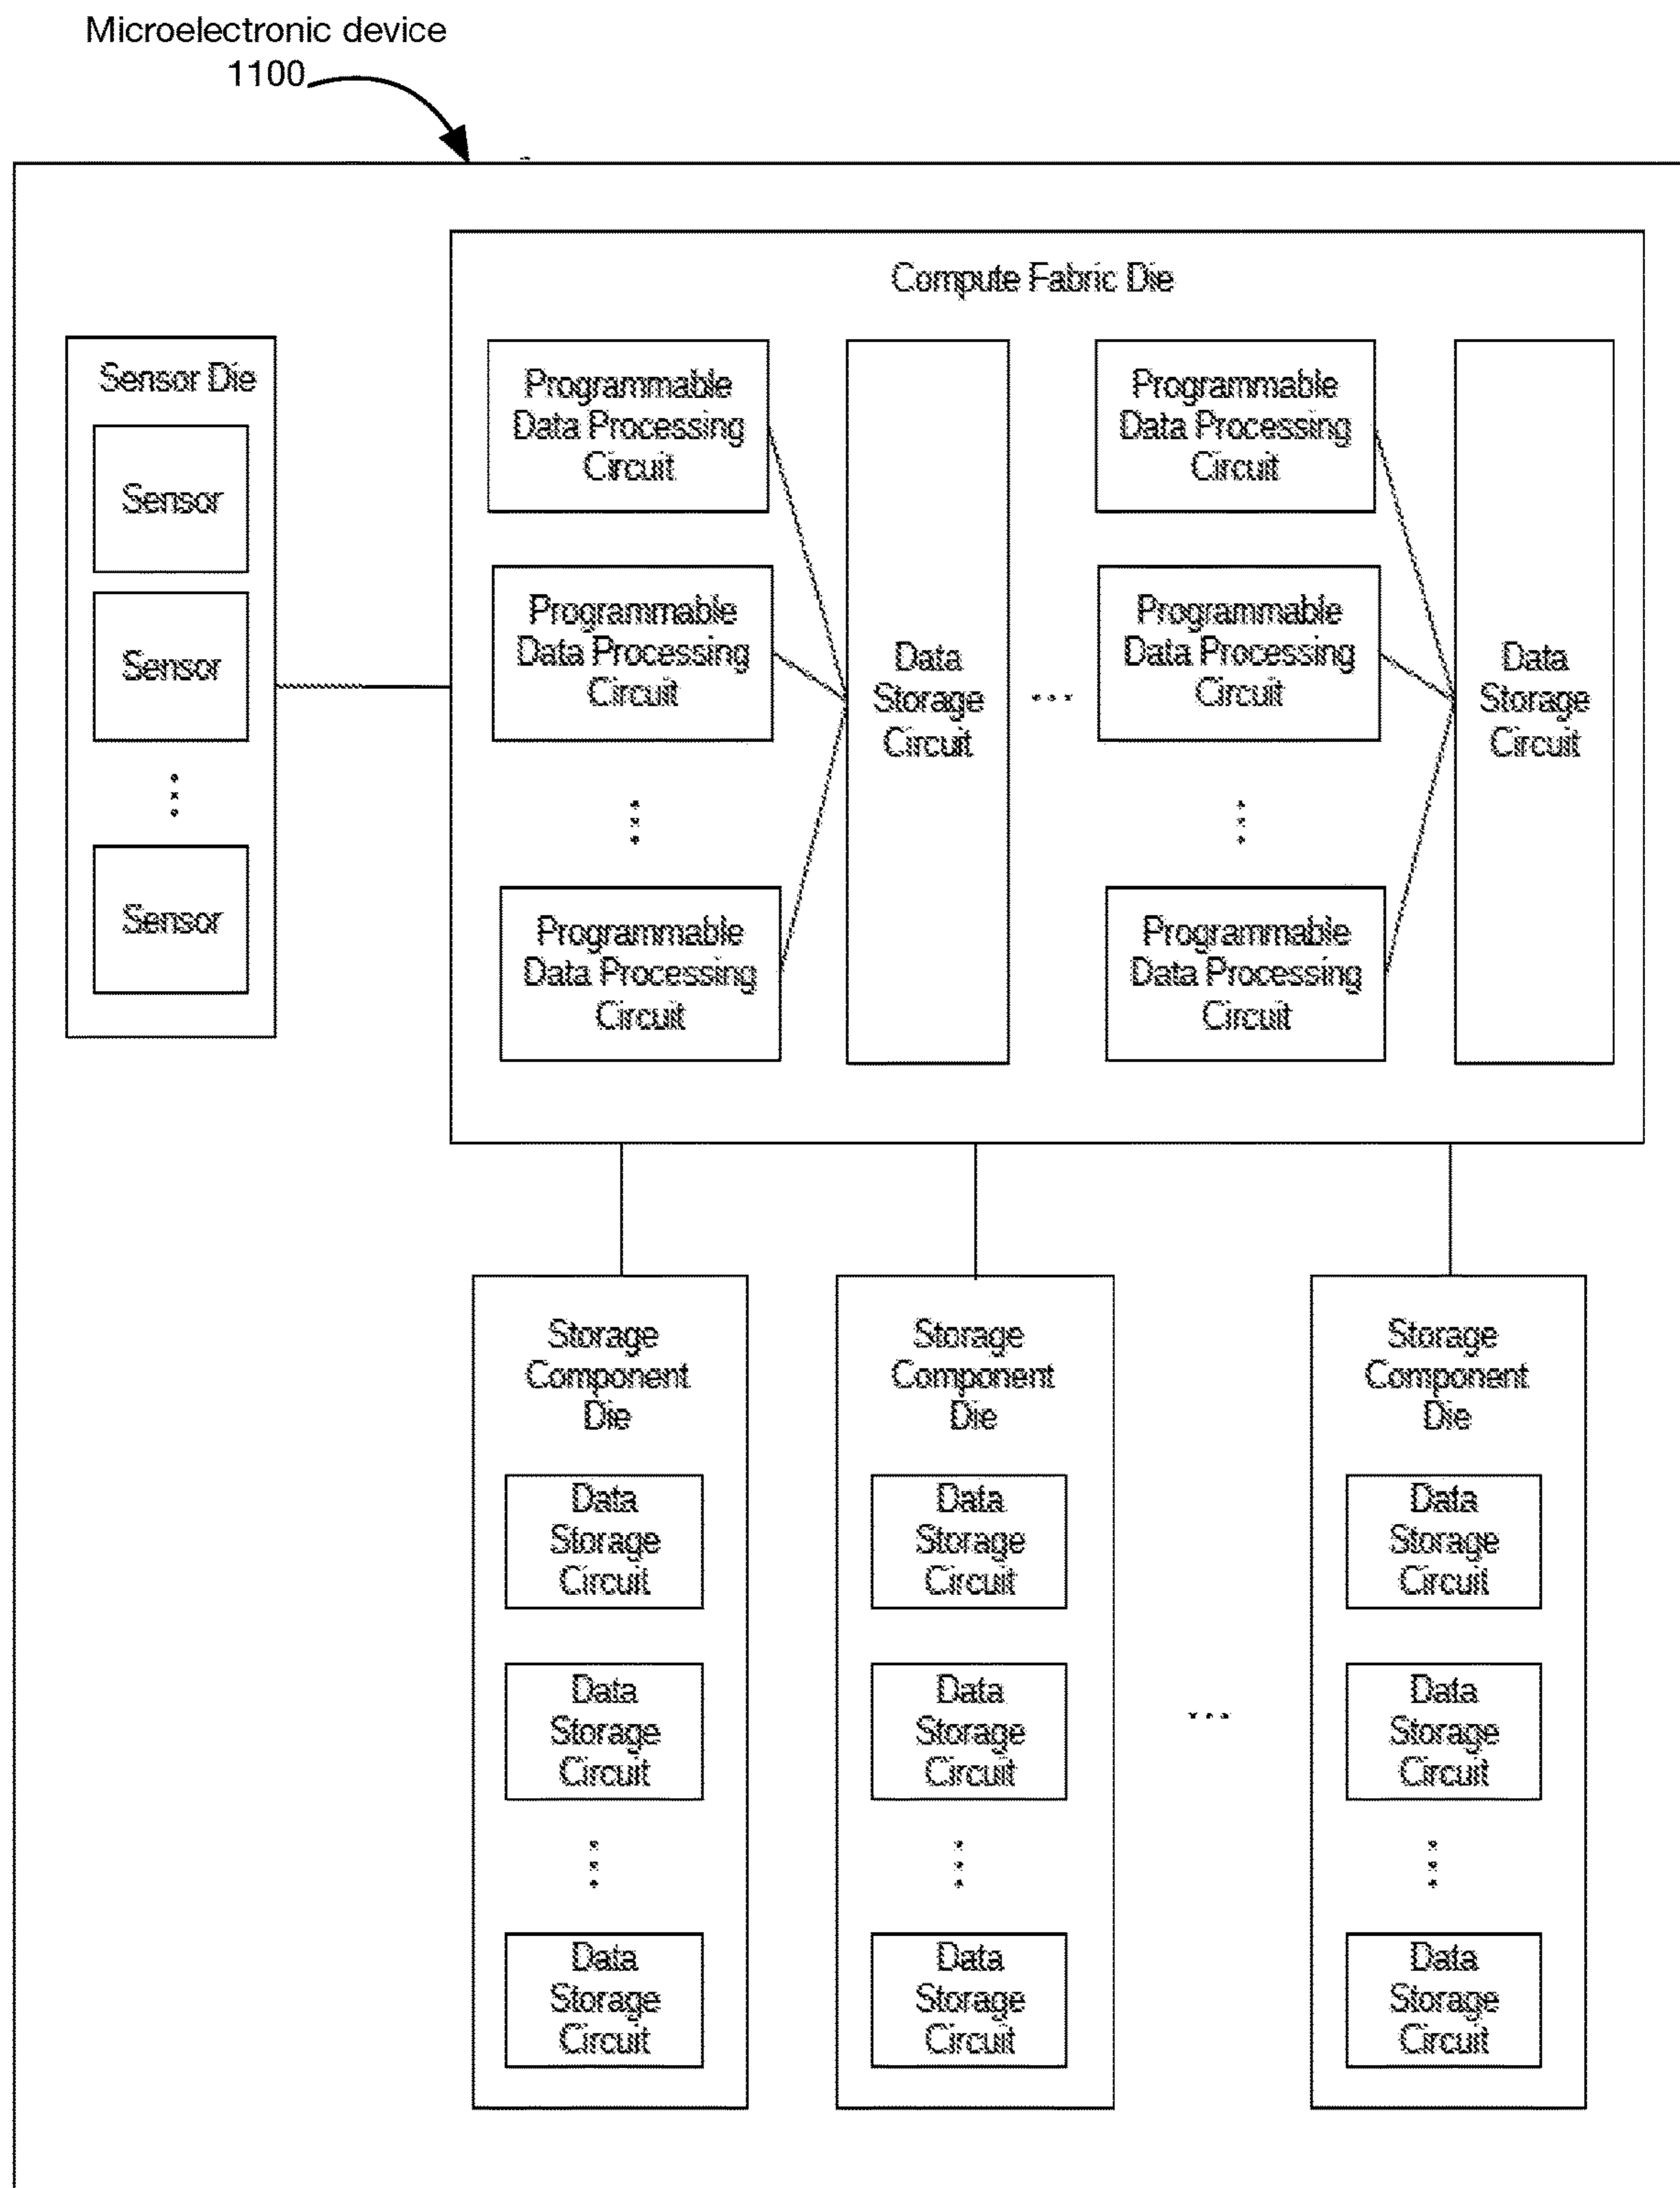 Microelectronic device
1100
Compute Fabric Die
Sensor Die
Sensor
Sensor
Sensor
Programmable
Data Processing
Circuit
Programmable
Data Processing
Circuit
Programmable
Data Processing
Circuit
Data
Storage
Circuit
...
Programmable
Data Processing
Circuit
Programmable
Data Processing
Circuit
Programmable
Data Processing
Circuit
Data
Storage
Circuit
Storage
Component
Die
Data
Storage
Circuit
Data
Storage
Circuit
Data
Storage
Circuit
Storage
Component
Die
Data
Storage
Circuit
Data
Storage
Circuit
Data
Storage
Circuit
...
Storage
Component
Die
Data
Storage
Circuit
Data
Storage
Circuit
Data
Storage
Circuit